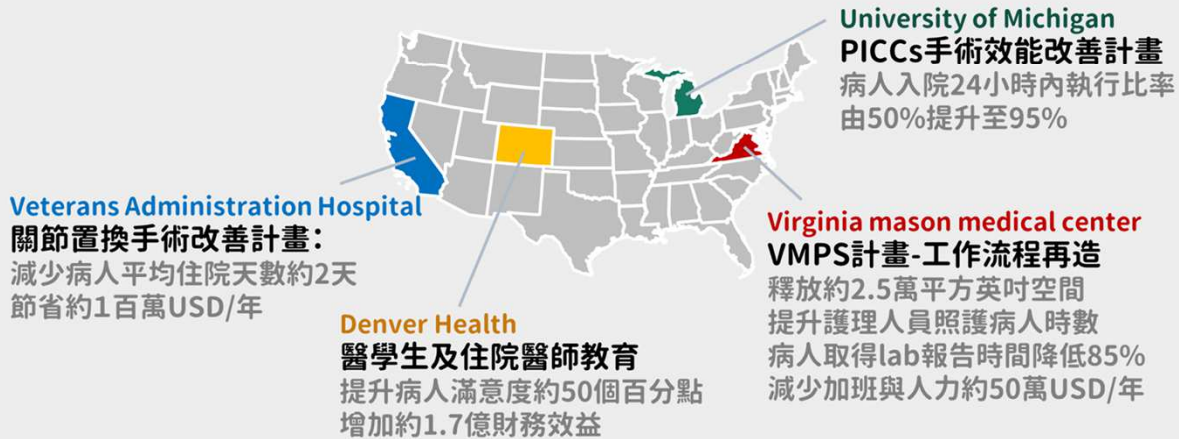 University of Michigan
PICCs手術效能改善計畫
病人入院24小時內執行比率
由50%提升至95%
Veterans Administration Hospital
關節置換手術改善計畫：
減少病人平均住院天數約2天
節省約1百萬USD/年
Denver Health
醫學生及住院醫師教育
提升病人滿意度約50個百分點
增加約1.7億財務效益
Virginia mason medical center
VMPS計畫-工作流程再造
釋放約2.5萬平方英吋空間
提升護理人員照護病人時數
病人取得lab報告時間降低85%
減少加班與人力約50萬USD/年